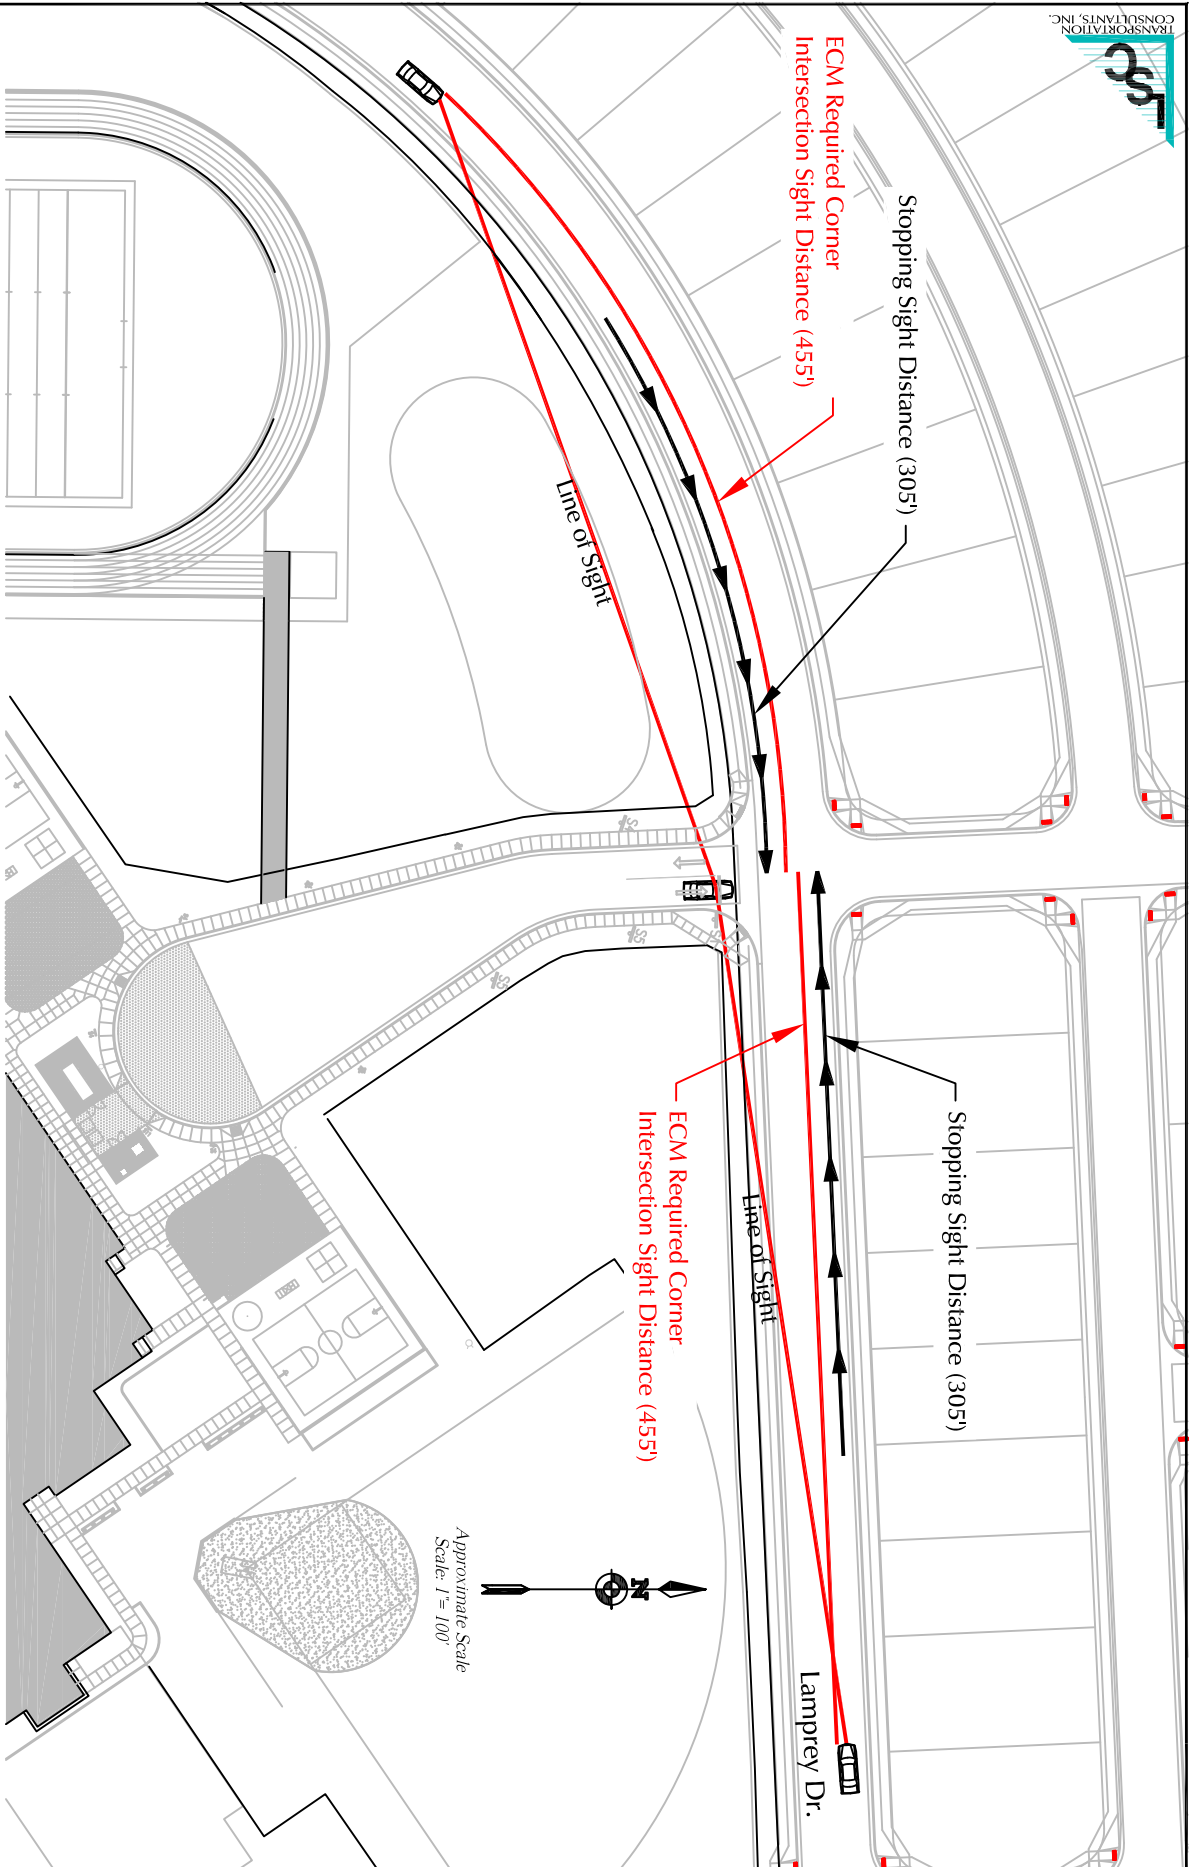 LSC
TRANSPORTATION
CONSULTANTS, INC.
ECM Required Corner
Intersection Sight Distance (455')
Stopping Sight Distance (305')
Line of Sight
Stopping Sight Distance (305')
ECM Required Corner
Intersection Sight Distance (455')
Line of Sight
Lamprey Dr.
N
Approximate Scale
Scale: 1"= 100'